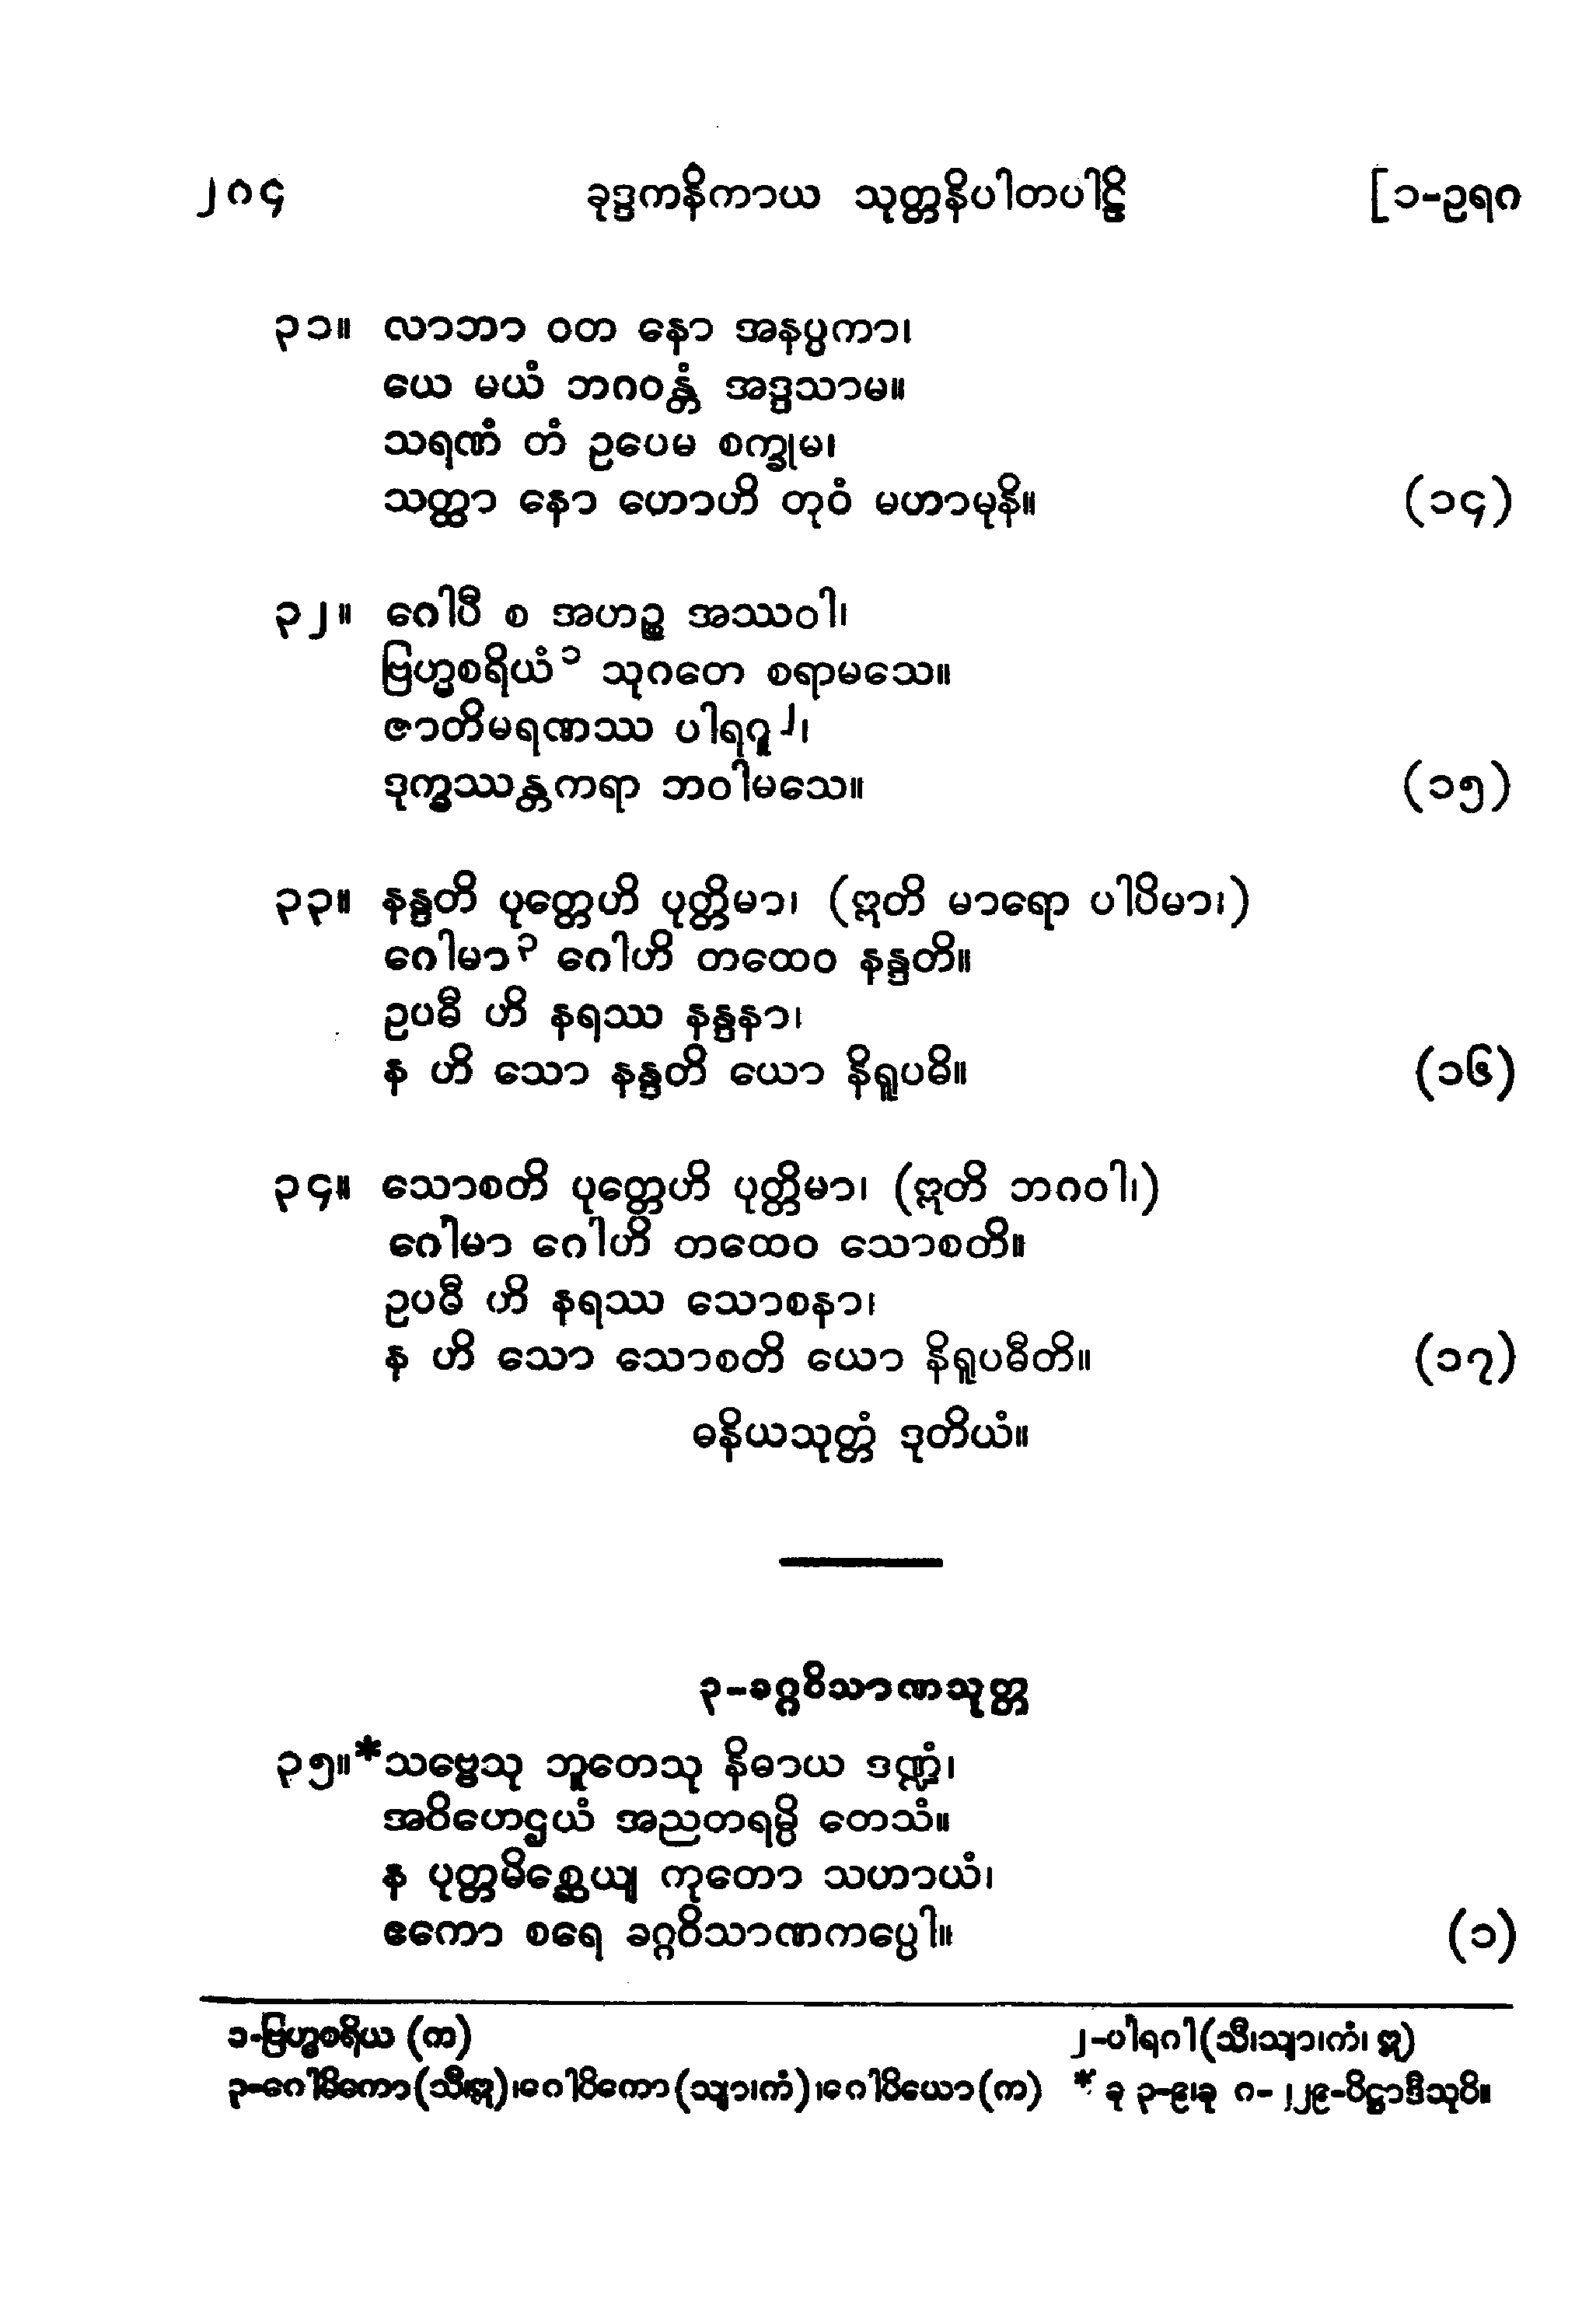 ၂၈၄ ခုဒ္ဒကနိကာယ သုတ္တနိပါတပါဠိ [၁-ဥရဂ
၃၁။ လာဘာ ဝတ နော အနပ္ပကာ၊
ယေ မယံ ဘဂဝန္တံ အဒ္ဒသာမ။
သရဏံ တံ ဥပေမ စက္ခုမ၊
သတ္ထာ နော ဟောဟိ တုဝံ မဟာမုနိ။ (၁၄)
၃၂။ ဂေါပီ စ အဟဉ္စ အဿဝါ၊
ဗြဟ္မစရိယံ၁ သုဂတေ စရာမသေ။
ဇာတိမရဏဿ ပါရဂူ၂၊
ဒုက္ခဿန္တကရာ ဘဝါမသေ။ (၁၅)
၃၃။ နန္ဒတိ ပုတ္တေဟိ ပုတ္တိမာ၊ (ဣတိ မာရော ပါပိမာ၊)
ဂေါမာ၃ ဂေါဟိ တထေဝ နန္ဒတိ။
ဥပဓီ ဟိ နရဿ နန္ဒနာ၊
န ဟိ သော နန္ဒတိ ယော နိရူပဓိ။ (၁၆)
၃၄။ သောစတိ ပုတ္တေဟိ ပုတ္တိမာ၊ (ဣတိ ဘဂဝါ၊)
ဂေါမာ ဂေါဟိ တထေဝ သောစတိ။
ဥပဓီ ဟိ နရဿ သောစနာ၊
န ဟိ သော သောစတိ ယော နိရူပဓီတိ။ (၁၇)
ဓနိယသုတ္တံ ဒုတိယံ။
၃-ခဂ္ဂဝိသာဏသုတ္တ
၃၅။*သဗ္ဗေသု ဘူတေသု နိဓာယ ဒဏ္ဍံ၊
အဝိဟေဌယံ အညတရမ္ပိ တေသံ။
န ပုတ္တမိစ္ဆေယျ ကုတော သဟာယံ၊
ဧကော စရေ ခဂ္ဂဝိသာဏကပ္ပေါ။ (၁)
၁-ဗြဟ္မစရိယ (က) ၂-ပါရဂါ(သီ၊သျာ၊ကံ၊ ဣ)
၃-ဂေါမိကော(သီ၊ဣ)၊ဂေါပိကော(သျာ၊ကံ)၊ဂေါပိယော(က) * ခု ၃-၉၊ခု ဂ-၂၂၉-ပိဋ္ဌာဒီသုပိ။